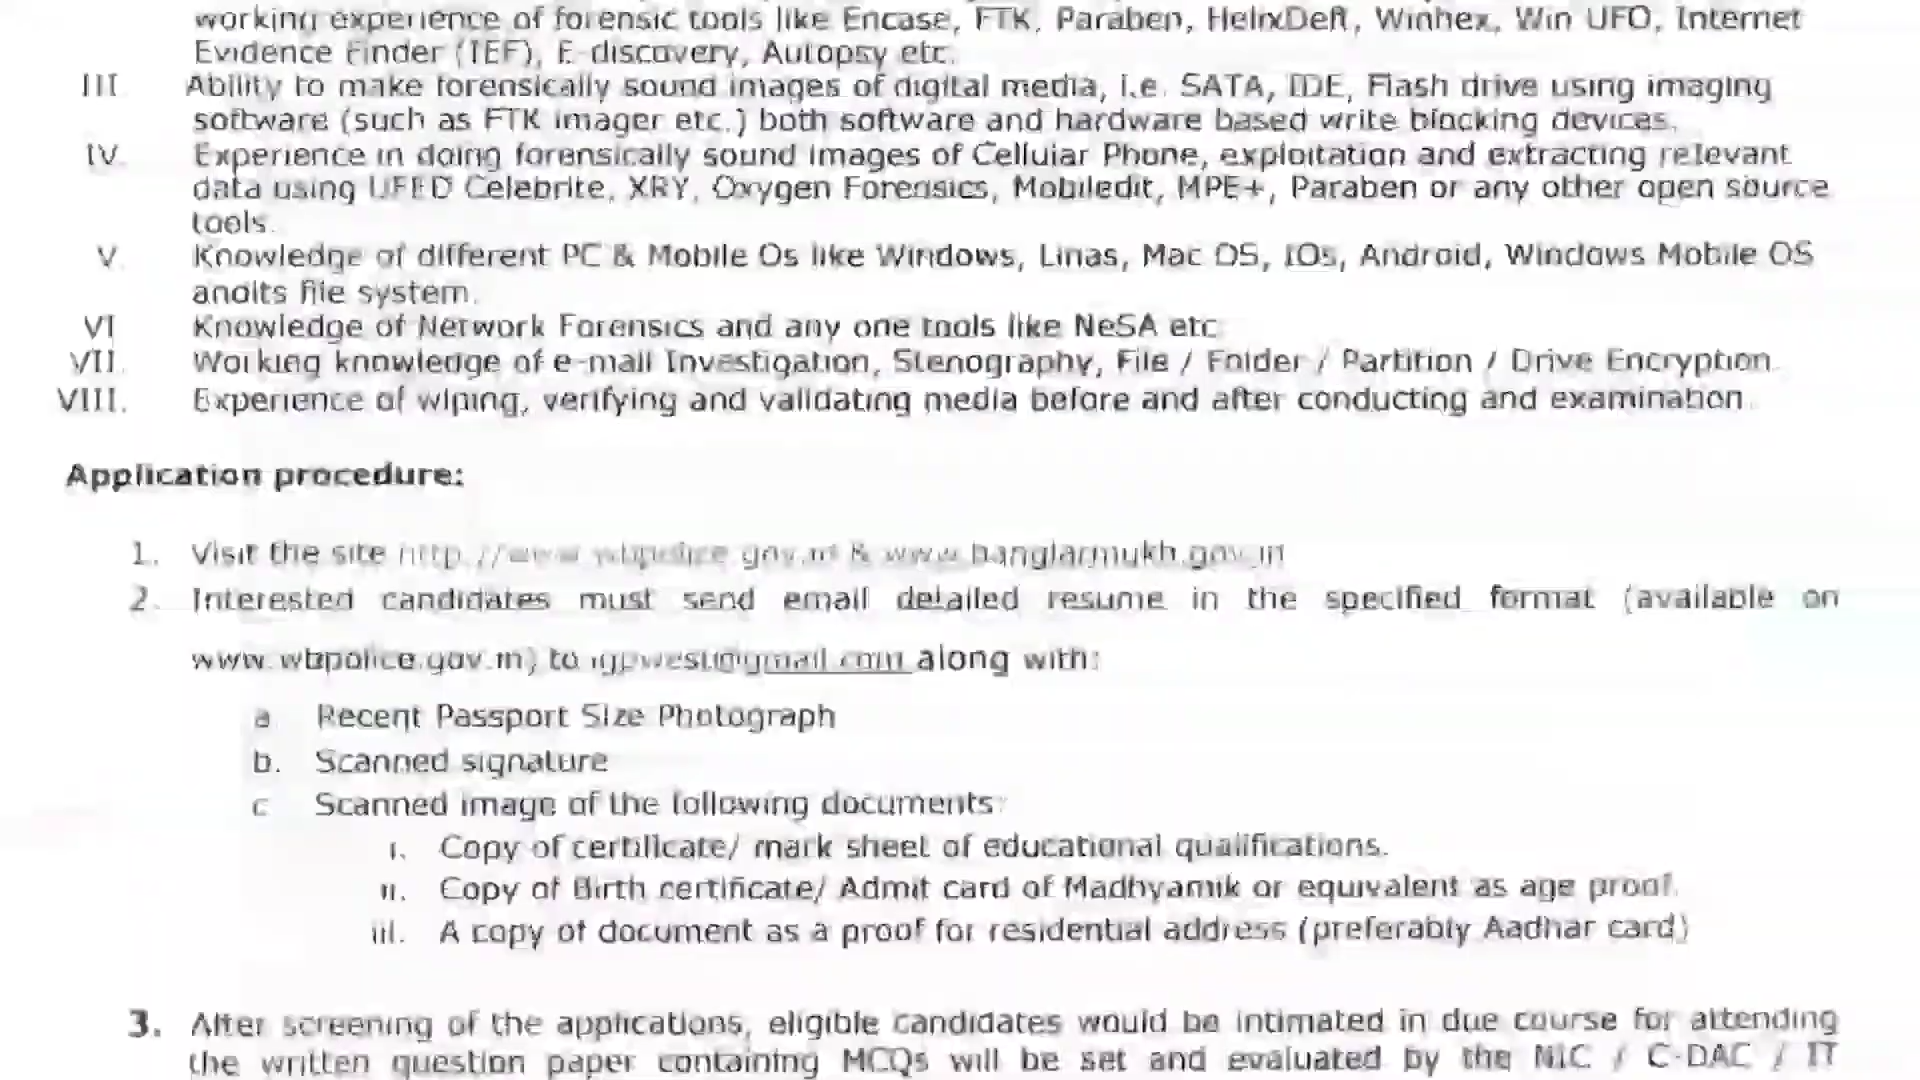 working experience of forensic tools like Encase, FTK, Paraben, HelixDeft, Winhex, Win UFO, Internet
Evidence Finder (IEF), E-discovery, Autopsy etc.
III. Ability to make forensically sound images of digital media, i.e. SATA, IDE, Flash drive using imaging
software (such as FTK imager etc.) both software and hardware based write blocking devices.
IV. Experience in doing forensically sound images of Cellular Phone, exploitation and extracting relevant
data using UFED Celebrite, XRY, Oxygen Forensics, Mobiledit, MPE+, Paraben or any other open source
tools.
V. Knowledge of different PC & Mobile Os like Windows, Linas, Mac OS, IOs, Android, Windows Mobile OS
andits file system.
VI Knowledge of Network Forensics and any one tools like NeSA etc
VII. Working knowledge of e-mail Investigation, Stenography, File / Folder / Partition / Drive Encryption.
VIII. Experience of wiping, verifying and validating media before and after conducting and examination.
Application procedure:
1. Visit the site http://www.wbpolice.gov.in & www.banglarmukh.gov.in
2. Interested candidates must send email detailed resume in the specified format (available on
www.wbpolice.gov.in) to along with:
a Recent Passport Size Photograph
b. Scanned signature
c Scanned image of the following documents:
i. Copy of certificate/ mark sheet of educational qualifications.
ii. Copy of Birth certificate/ Admit card of Madhyamik or equivalent as age proof.
iii. A copy of document as a proof for residential address (preferably Aadhar card)
3. After screening of the applications, eligible candidates would be intimated in due course for attending
the written question paper containing MCQs will be set and evaluated by the NIC / C-DAC / IT